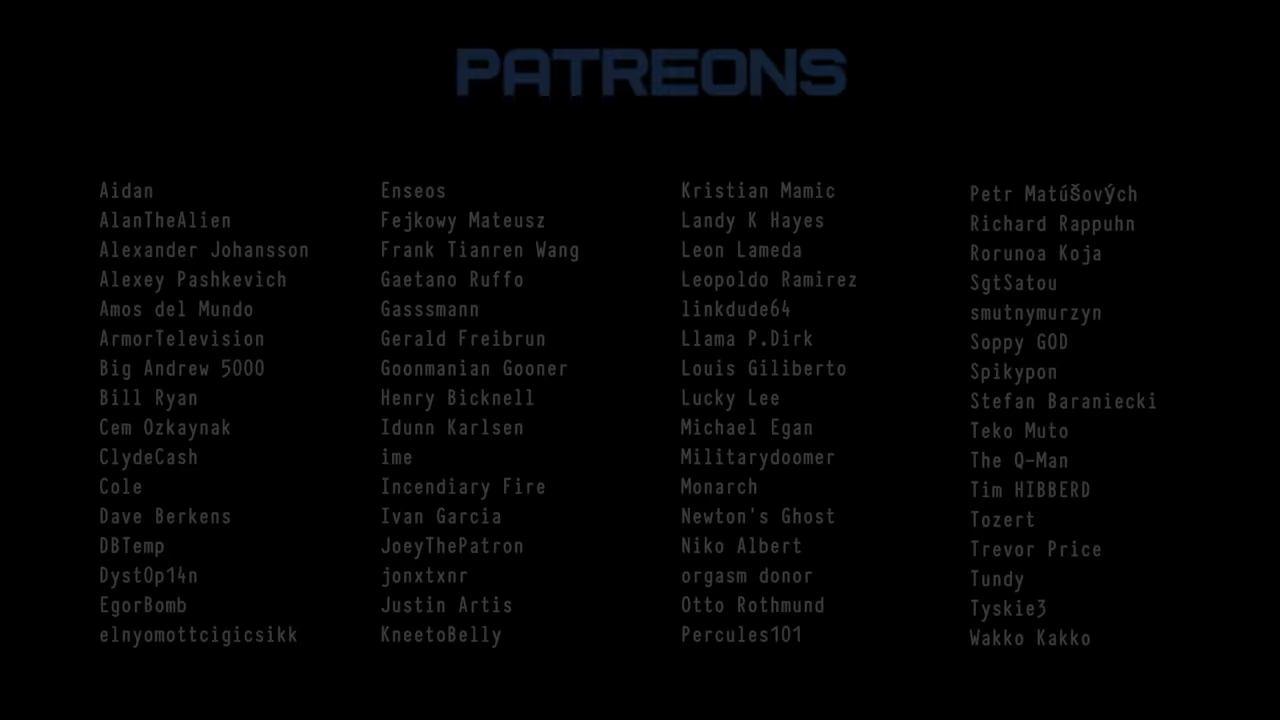 PATREONS
Aidan
AlanTheAlien
Alexander Johansson
Alexey Pashkevich
Amos del Mundo
ArmorTelevision
Big Andrew 5000
Bill Ryan
Cem Ozkaynak
ClydeCash
Cole
Dave Berkens
DBTemp
Dyst0p14n
EgorBomb
elnyomottcigicsikk
Enseos
Fejkowy Mateusz
Frank Tianren Wang
Gaetano Ruffo
Gasssmann
Gerald Freibrun
Goonmanian Gooner
Henry Bicknell
Idunn Karlsen
ime
Incendiary Fire
Ivan Garcia
JoeyThePatron
jonxtxnr
Justin Artis
KneetoBelly
Kristian Mamic
Landy K Hayes
Leon Lameda
Leopoldo Ramirez
linkdude64
Llama P.Dirk
Louis Giliberto
Lucky Lee
Michael Egan
Militarydoomer
Monarch
Newton's Ghost
Niko Albert
orgasm donor
Otto Rothmund
Percules101
Petr Matúšových
Richard Rappuhn
Rorunoa Koja
SgtSatou
smutnymurzyn
Soppy GOD
Spikypon
Stefan Baraniecki
Teko Muto
The Q-Man
Tim HIBBERD
Tozert
Trevor Price
Tundy
Tyskie3
Wakko Kakko